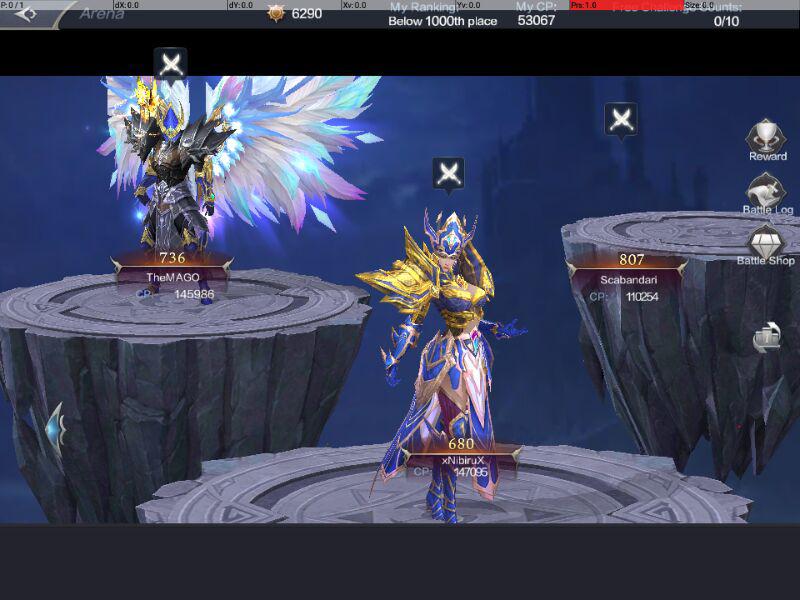 P: 0 / 1
dX: 0.0
dY: 0.0
Xv: 0.0
Yv: 0.0
Prs: 1.0
Size: 0.0
Arena
6290
My Ranking:
Below 1000th place
My CP:
53067
Free Challenge Counts:
0/10
Reward
Battle Log
Battle Shop
736
TheMAGO
CP: 145986
807
Scabandari
CP: 110254
680
xNibiruX
CP: 147095